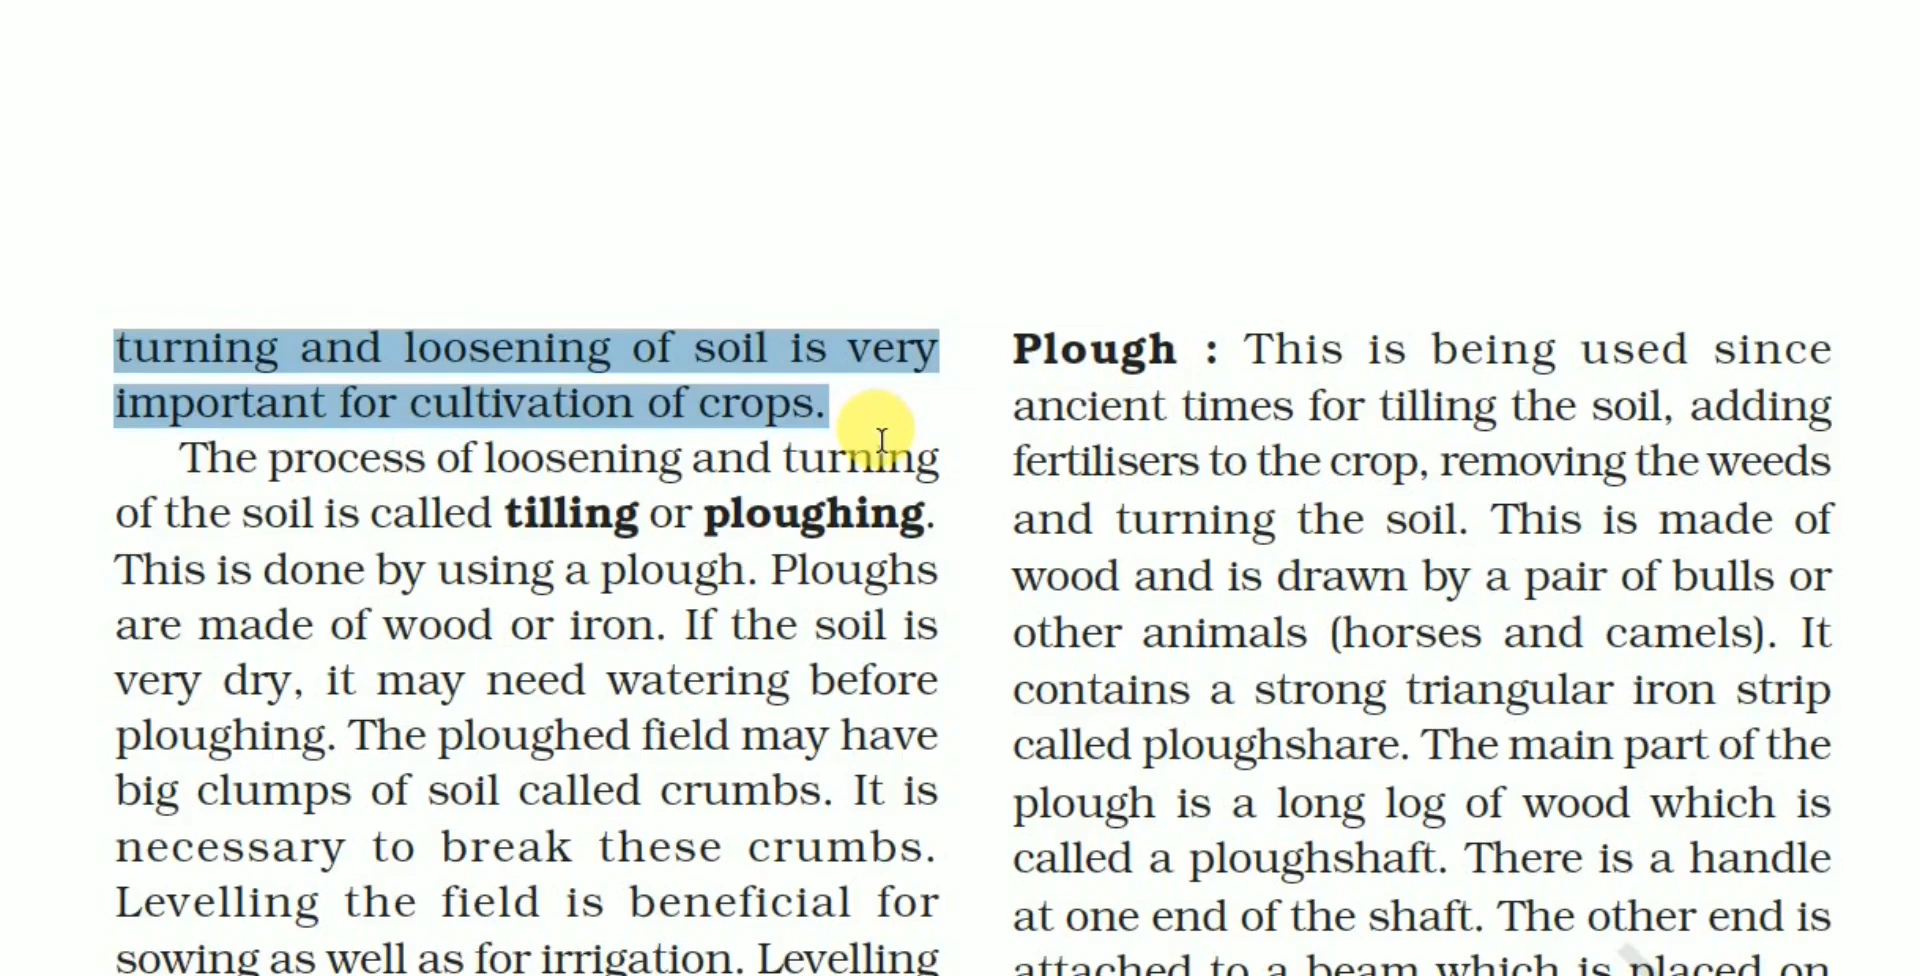 turning and loosening of soil is very
important for cultivation of crops.
The process of loosening and turning
of the soil is called tilling or ploughing.
This is done by using a plough. Ploughs
are made of wood or iron. If the soil is
very dry, it may need watering before
ploughing. The ploughed field may have
big clumps of soil called crumbs. It is
necessary to break these crumbs.
Levelling the field is beneficial for
sowing as well as for irrigation. Levelling
Plough : This is being used since
ancient times for tilling the soil, adding
fertilisers to the crop, removing the weeds
and turning the soil. This is made of
wood and is drawn by a pair of bulls or
other animals (horses and camels). It
contains a strong triangular iron strip
called ploughshare. The main part of the
plough is a long log of wood which is
called a ploughshaft. There is a handle
at one end of the shaft. The other end is
attached to a beam which is placed on